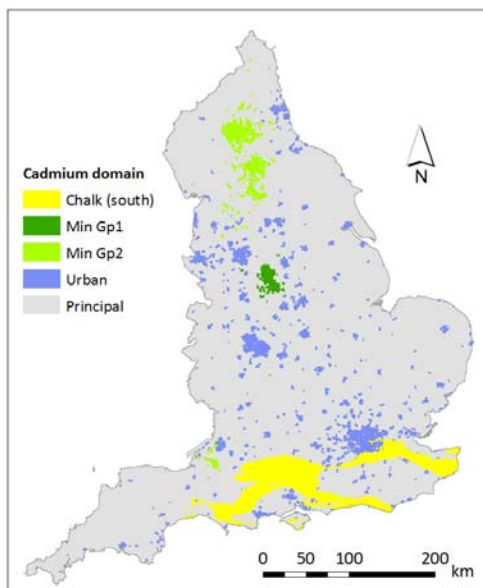 N
Cadmium domain
Chalk (south)
Min Gp1
Min Gp2
Urban
Principal
0 50 100 200
km